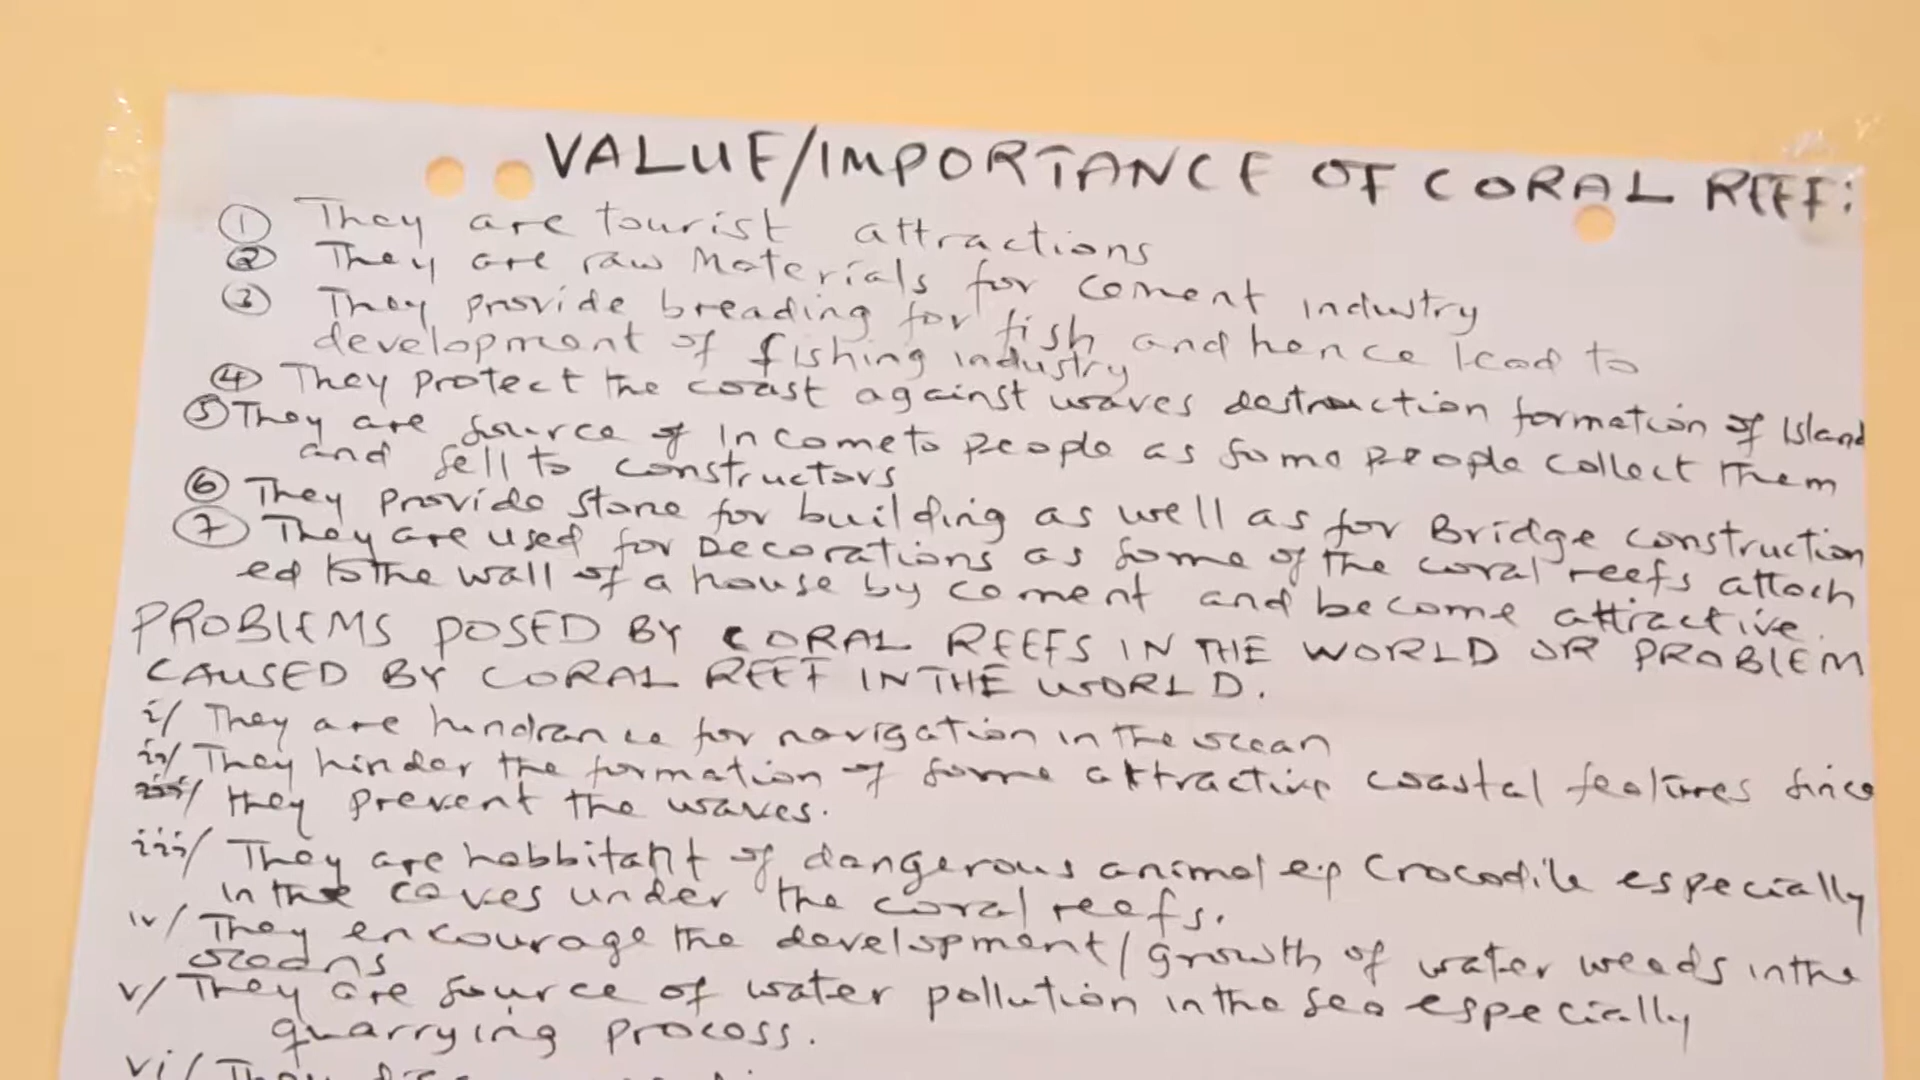 VALUE/IMPORTANCE OF CORAL REEF:
① They are tourist attractions
② They are raw Materials for cement industry
③ They provide breading for fish and hence lead to
development of fishing industry
④ They protect the coast against waves destruction formation of Island
⑤ They are source of income to people as some people collect them
and sell to constructors
⑥ They provide stone for building as well as for Bridge construction
⑦ They are used for Decorations as some of the coral reefs attach
ed to the wall of a house by cement and become attractive.
PROBLEMS POSED BY CORAL REEFS IN THE WORLD OR PROBLEM
CAUSED BY CORAL REEF IN THE WORLD.
i/ They are hindrance for navigation in the ocean
ii/ They hinder the formation of some attractive coastal features since
they prevent the waves.
iii/ They are habbitant of dangerous animal e.g Crocodile especially
in the caves under the coral reefs.
iv/ They encourage the development/growth of water weeds in the
oceans
v/ They are source of water pollution in the sea especially
quarrying process.
vi/ They